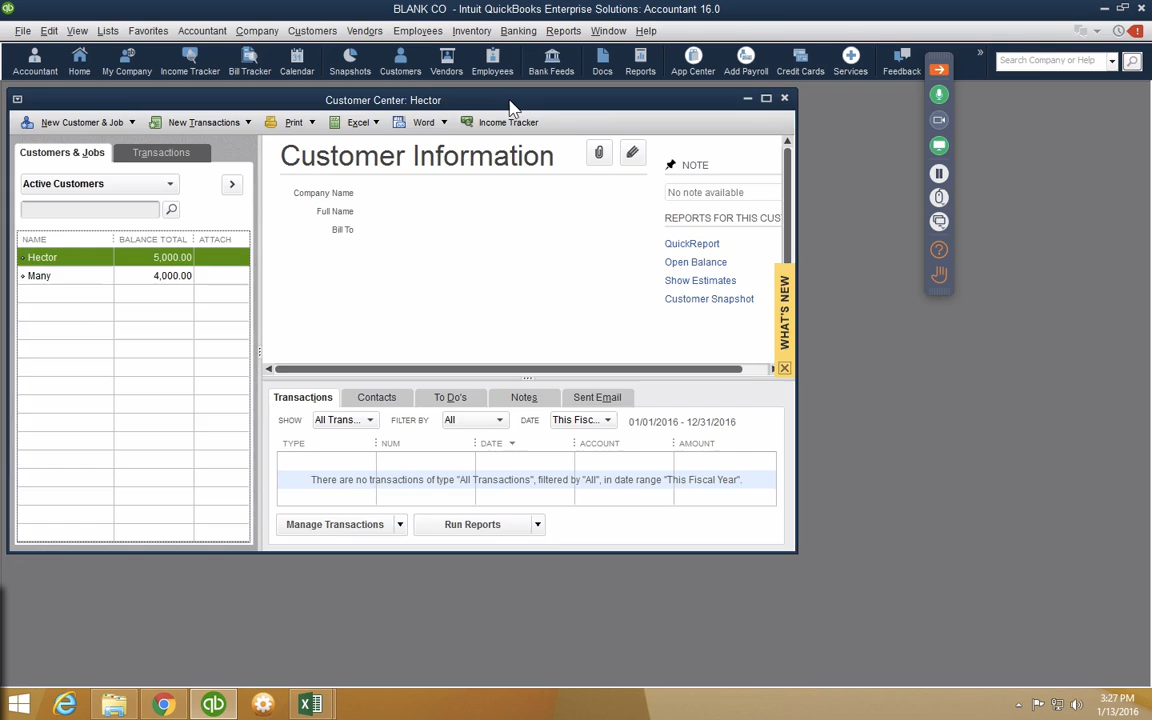 BLANK CO - Intuit QuickBooks Enterprise Solutions: Accountant 16.0
File Edit View Lists Favorites Accountant Company Customers Vendors Employees Inventory Banking Reports Window Help
Accountant Home My Company Income Tracker Bill Tracker Calendar Snapshots Customers Vendors Employees Bank Feeds Docs Reports App Center Add Payroll Credit Cards Services Feedback » Search Company or Help
Customer Center: Hector
New Customer & Job New Transactions Print Excel Word Income Tracker
Customers & Jobs Transactions
Active Customers
NAME BALANCE TOTAL ATTACH
Hector 5,000.00
Many 4,000.00
Customer Information
Company Name
Full Name
Bill To
NOTE
No note available
REPORTS FOR THIS CUS
QuickReport
Open Balance
Show Estimates
Customer Snapshot
WHAT'S NEW
Transactions Contacts To Do's Notes Sent Email
SHOW All Trans... FILTER BY All DATE This Fisc... 01/01/2016 - 12/31/2016
TYPE NUM DATE ACCOUNT AMOUNT
There are no transactions of type "All Transactions", filtered by "All", in date range "This Fiscal Year".
Manage Transactions Run Reports
3:27 PM
1/13/2016